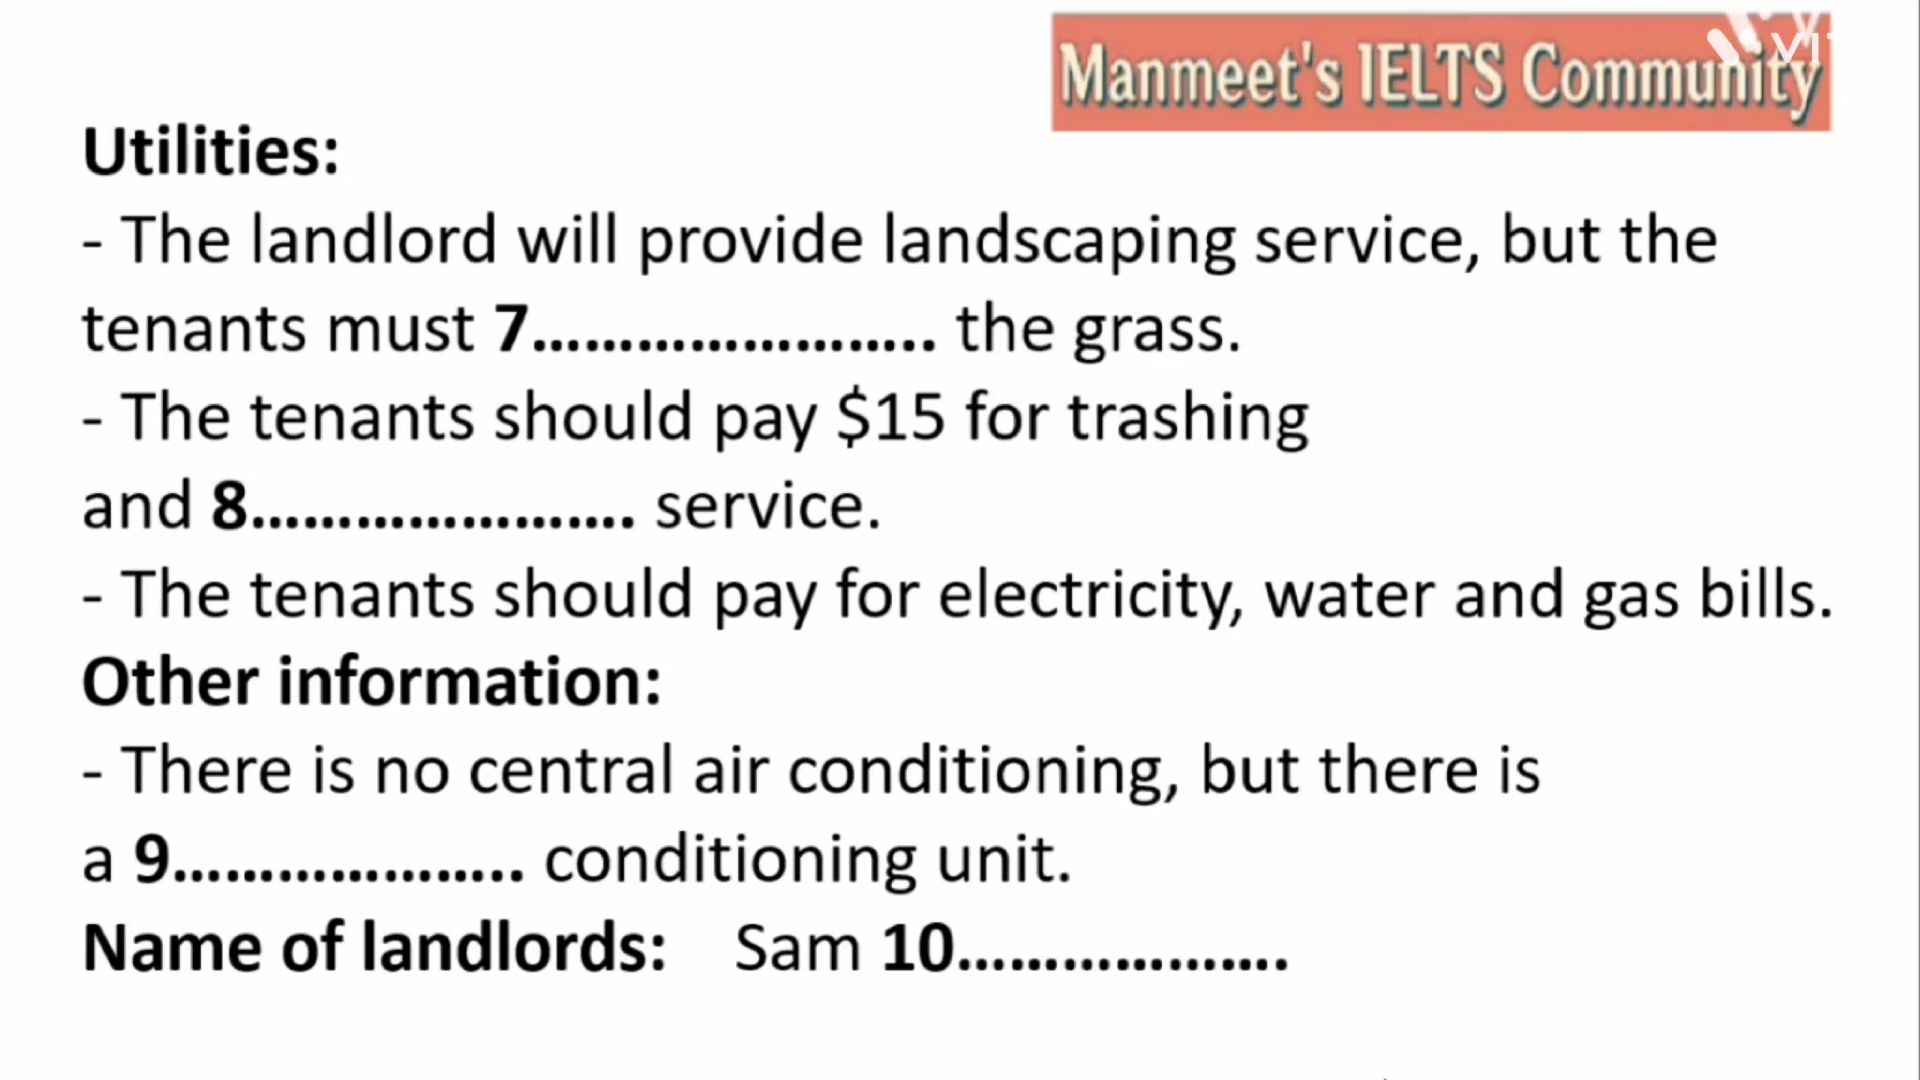 Manmeet's IELTS Community
Utilities:
- The landlord will provide landscaping service, but the
tenants must 7………………….. the grass.
- The tenants should pay $15 for trashing
and 8…………………. service.
- The tenants should pay for electricity, water and gas bills.
Other information:
- There is no central air conditioning, but there is
a 9……………….. conditioning unit.
Name of landlords: Sam 10……………….